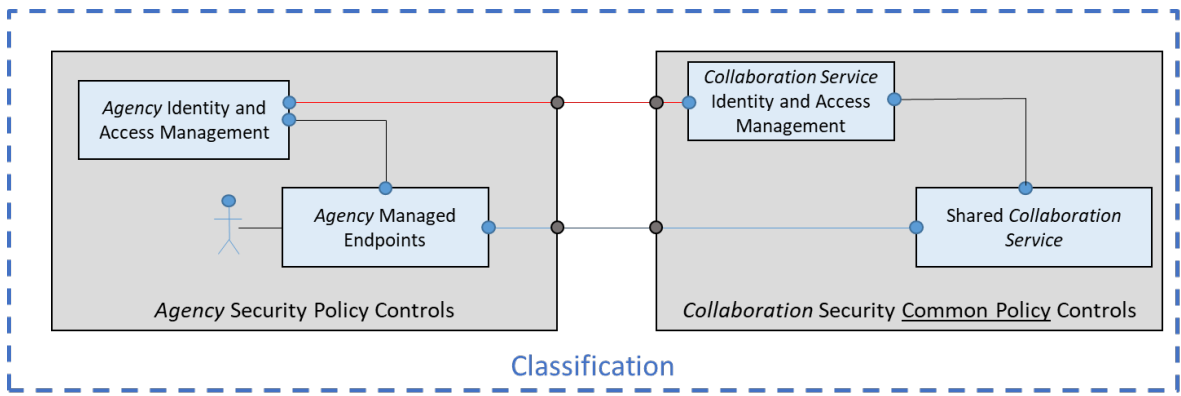 Agency Identity and
Access Management
Agency Managed
Endpoints
Agency Security Policy Controls
Collaboration Service
Identity and Access
Management
Shared Collaboration
Service
Collaboration Security Common Policy Controls
Classification